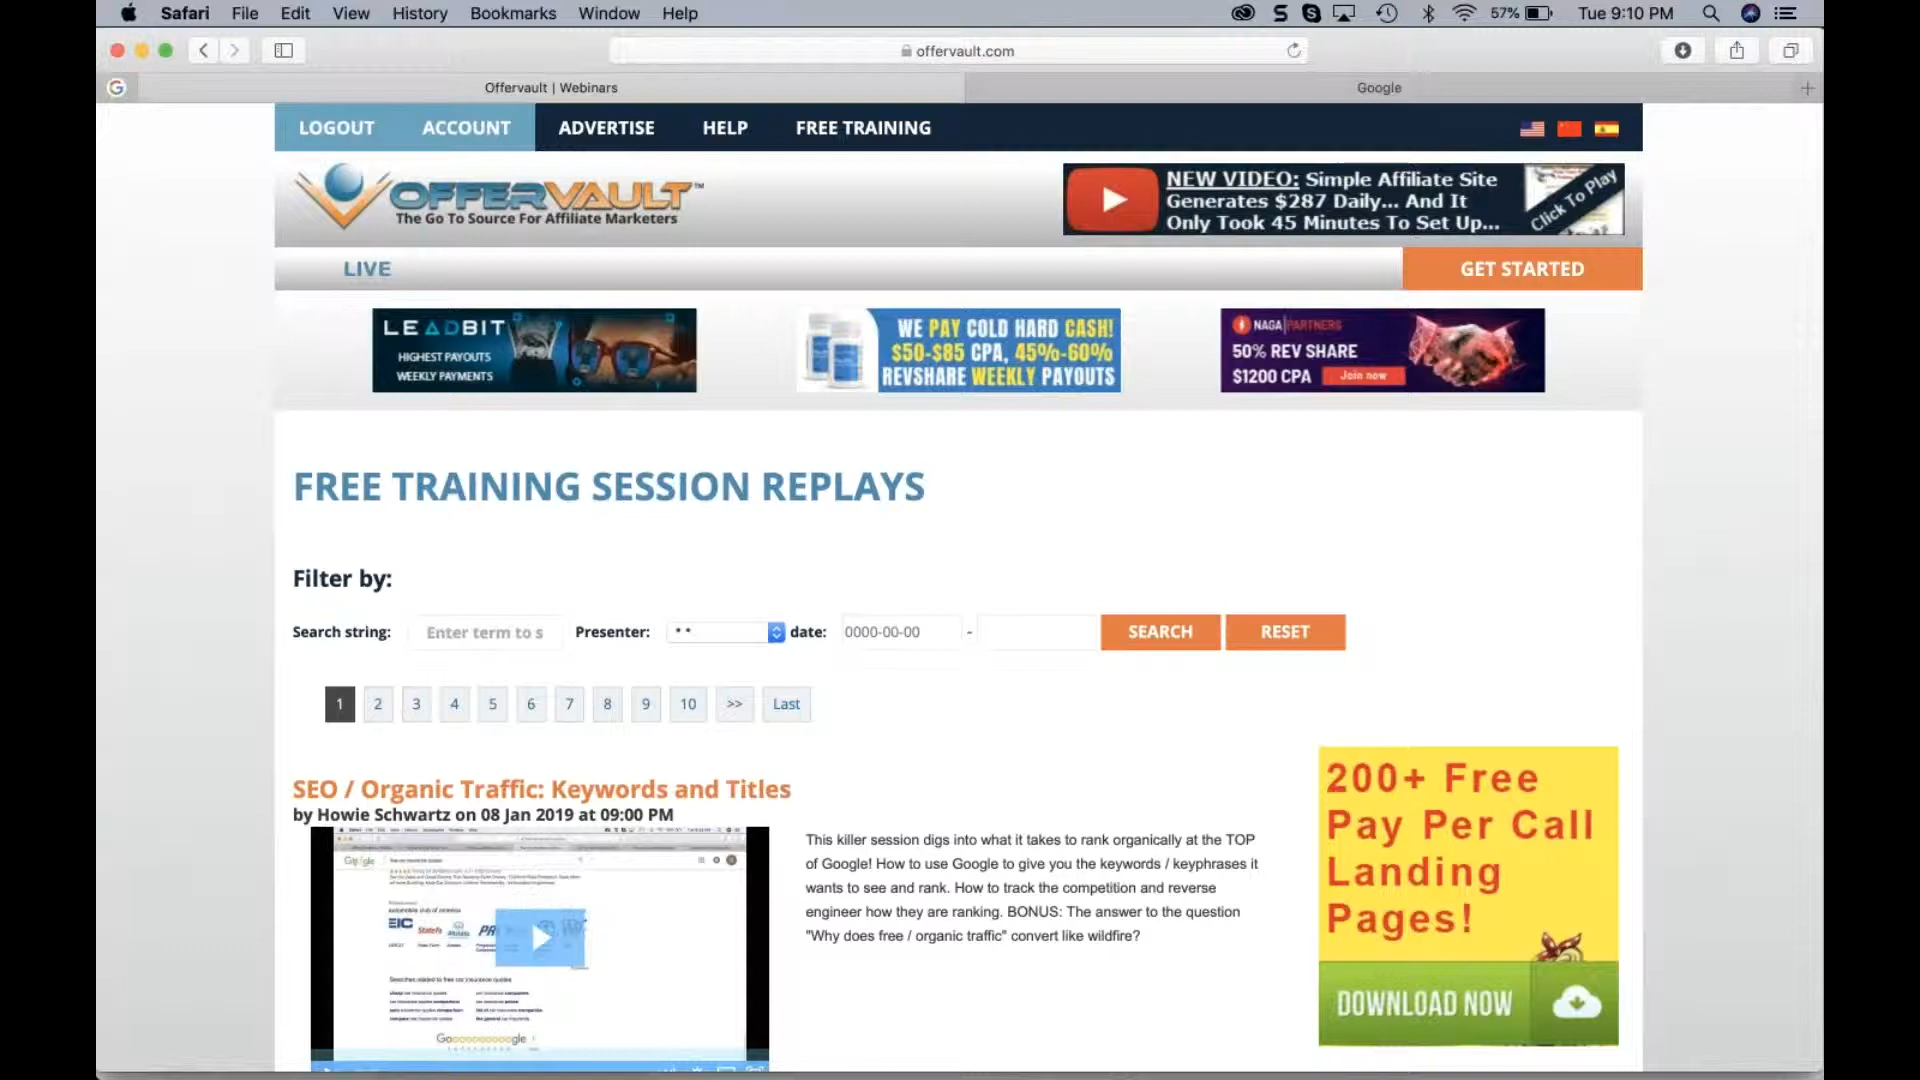 Safari File Edit View History Bookmarks Window Help 57% Tue 9:10 PM
offervault.com
Offervault | Webinars Google
LOGOUT ACCOUNT ADVERTISE HELP FREE TRAINING
OFFERVAULT™
The Go To Source For Affiliate Marketers
NEW VIDEO: Simple Affiliate Site
Generates $287 Daily... And It
Only Took 45 Minutes To Set Up...
Click To Play
LIVE GET STARTED
LEADBIT
HIGHEST PAYOUTS
WEEKLY PAYMENTS
WE PAY COLD HARD CASH!
$50-$85 CPA, 45%-60%
REVSHARE WEEKLY PAYOUTS
NAGA|PARTNERS
50% REV SHARE
$1200 CPA Join now
FREE TRAINING SESSION REPLAYS
Filter by:
Search string: Enter term to s Presenter: * * date: 0000-00-00 - SEARCH RESET
1 2 3 4 5 6 7 8 9 10 >> Last
SEO / Organic Traffic: Keywords and Titles
by Howie Schwartz on 08 Jan 2019 at 09:00 PM
This killer session digs into what it takes to rank organically at the TOP
of Google! How to use Google to give you the keywords / keyphrases it
wants to see and rank. How to track the competition and reverse
engineer how they are ranking. BONUS: The answer to the question
"Why does free / organic traffic" convert like wildfire?
200+ Free
Pay Per Call
Landing
Pages!
DOWNLOAD NOW